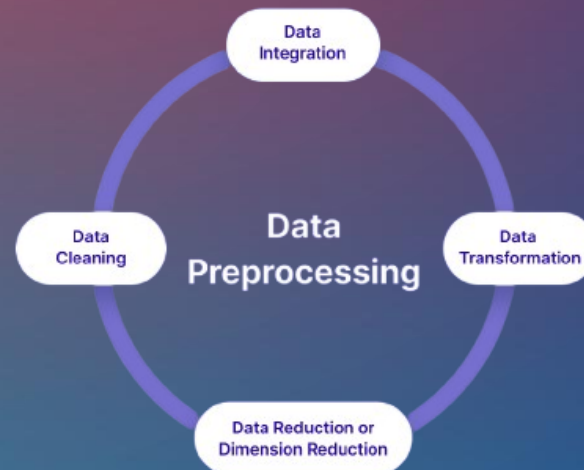 Data
Integration
Data
Cleaning
Data
Preprocessing
Data
Transformation
Data Reduction or
Dimension Reduction